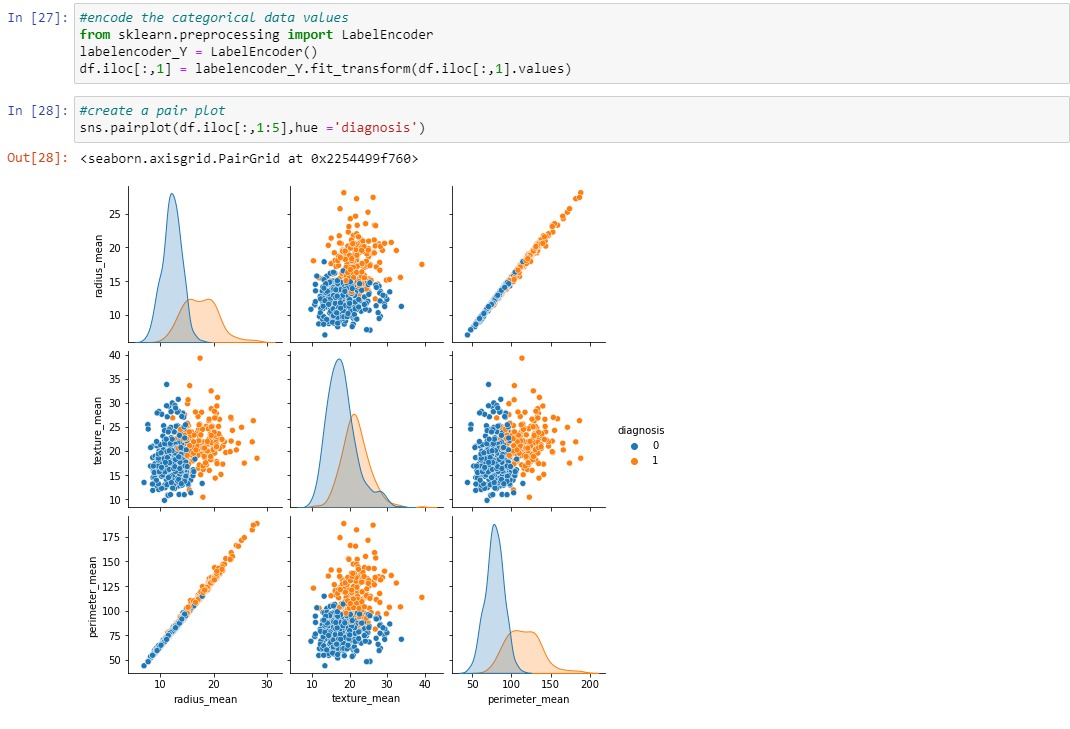 In [27]: #encode the categorical data values
from sklearn.preprocessing import LabelEncoder
labelencoder_Y = LabelEncoder()
df.iloc[:,1] = labelencoder_Y.fit_transform(df.iloc[:,1].values)
In [28]: #create a pair plot
sns.pairplot(df.iloc[:,1:5],hue ='diagnosis')
Out[28]: <seaborn.axisgrid.PairGrid at 0x2254499f760>
radius_mean
25
20
15
10
texture_mean
40
35
30
25
20
15
10
diagnosis
0
1
perimeter_mean
175
150
125
100
75
50
10 20 30
radius_mean
10 20 30 40
texture_mean
50 100 150 200
perimeter_mean